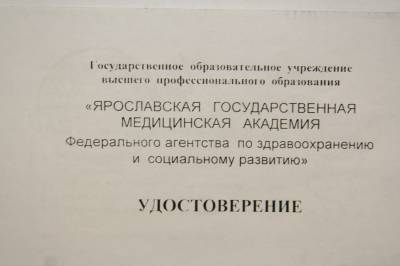 Государственное образовательное учреждение
высшего профессионального образования
«ЯРОСЛАВСКАЯ ГОСУДАРСТВЕННАЯ
МЕДИЦИНСКАЯ АКАДЕМИЯ
Федерального агентства по здравоохранению
и социальному развитию»
УДОСТОВЕРЕНИЕ